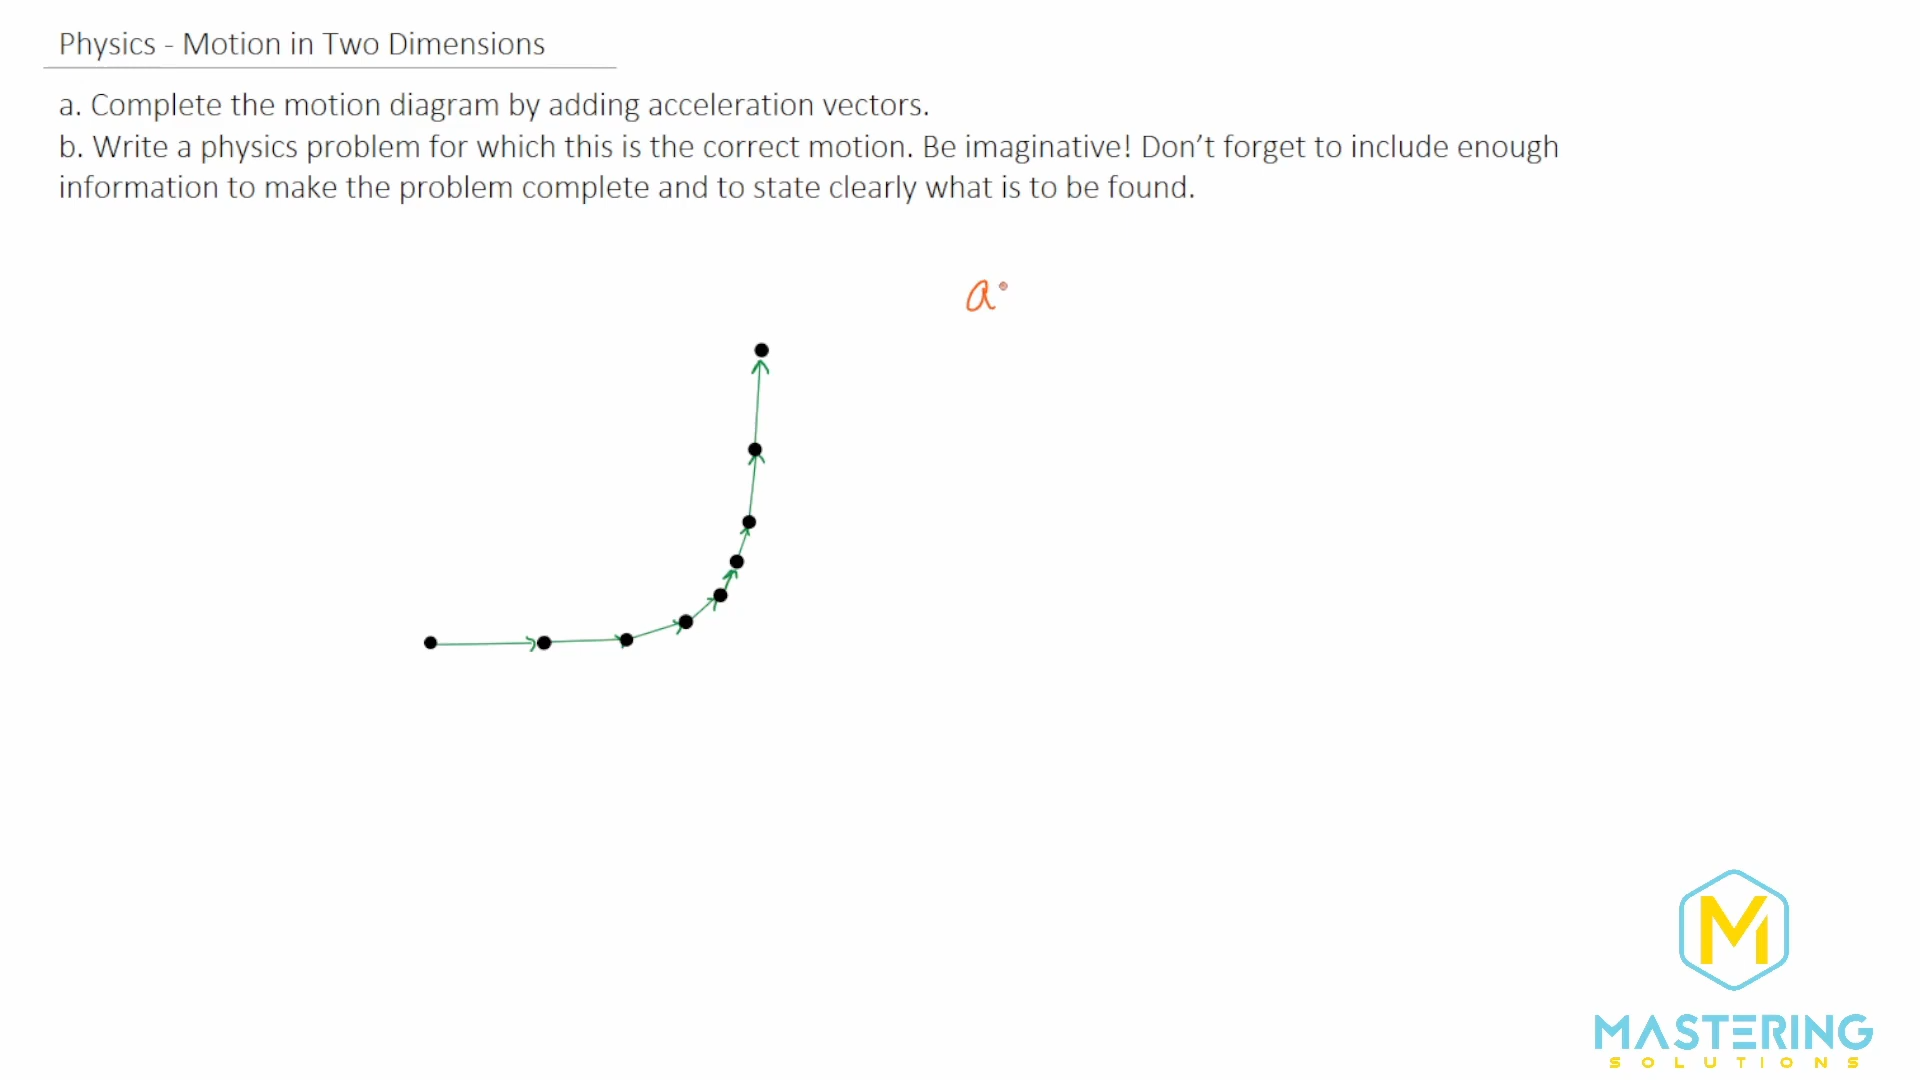 Physics - Motion in Two Dimensions
a. Complete the motion diagram by adding acceleration vectors.
b. Write a physics problem for which this is the correct motion. Be imaginative! Don’t forget to include enough
information to make the problem complete and to state clearly what is to be found.
a
M
MASTERING
SOLUTIONS